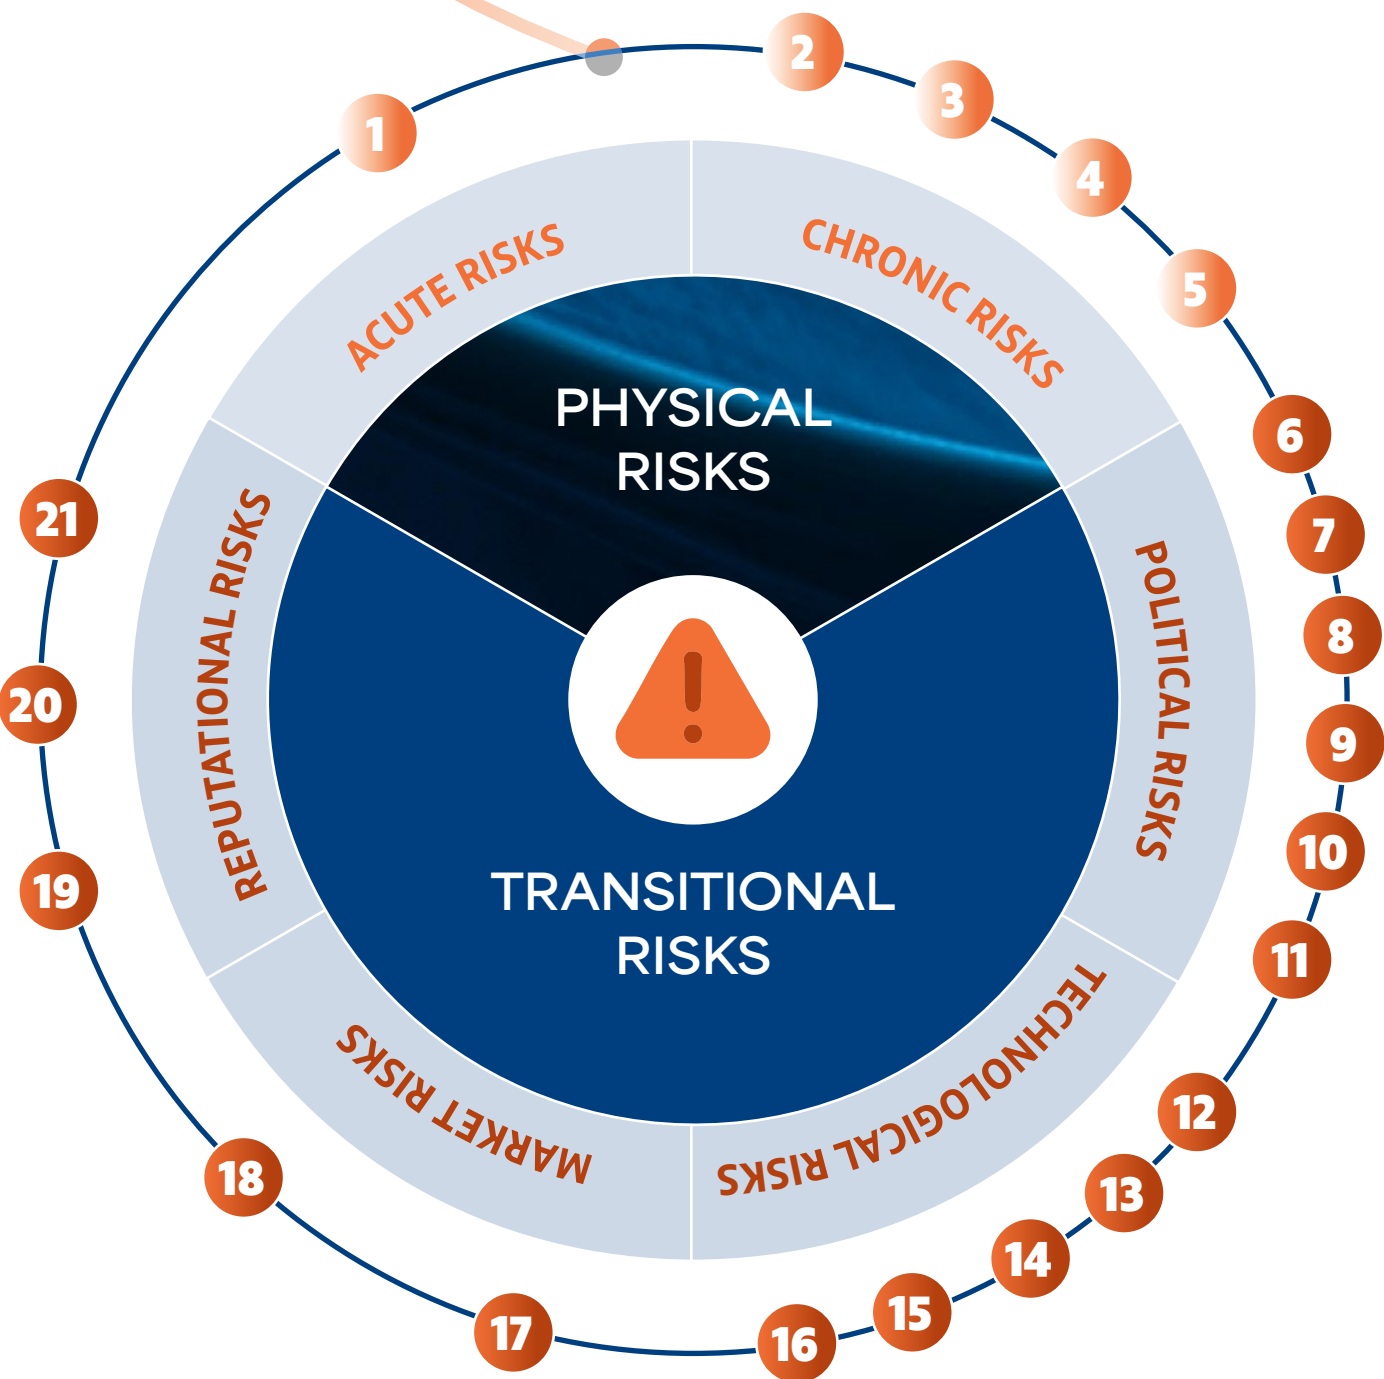 1
2
3
4
5
6
7
8
9
10
11
12
13
14
15
16
17
18
19
20
21
ACUTE RISKS
CHRONIC RISKS
POLITICAL RISKS
TECHNOLOGICAL RISKS
MARKET RISKS
REPUTATIONAL RISKS
PHYSICAL
RISKS
TRANSITIONAL
RISKS